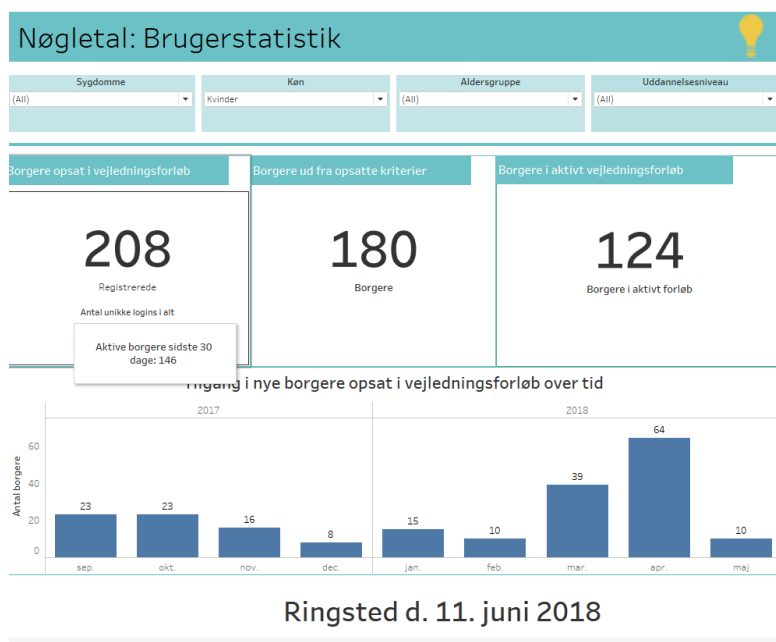 Nøgletal: Brugerstatistik
Sygdomme
Køn
Aldersgruppe
Uddannelsesniveau
(All)
Kvinder
(All)
(All)
Borgere opsat i vejledningsforløb
Borgere ud fra opsatte kriterier
Borgere i aktivt vejledningsforløb
208
Registrerede
Antal unikke logins i alt
180
Borgere
124
Borgere i aktivt forløb
Aktive borgere sidste 30
dage: 146
i nye borgere opsat i vejledningsforløb over tid
2017
2018
Antal borgere
60
40
20
0
23
23
16
8
15
10
39
64
10
sep.
okt.
nov.
dec.
jan.
feb.
mar.
apr.
maj
Ringsted d. 11. juni 2018